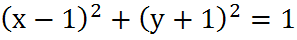 (x − 1)² + (y + 1)² = 1